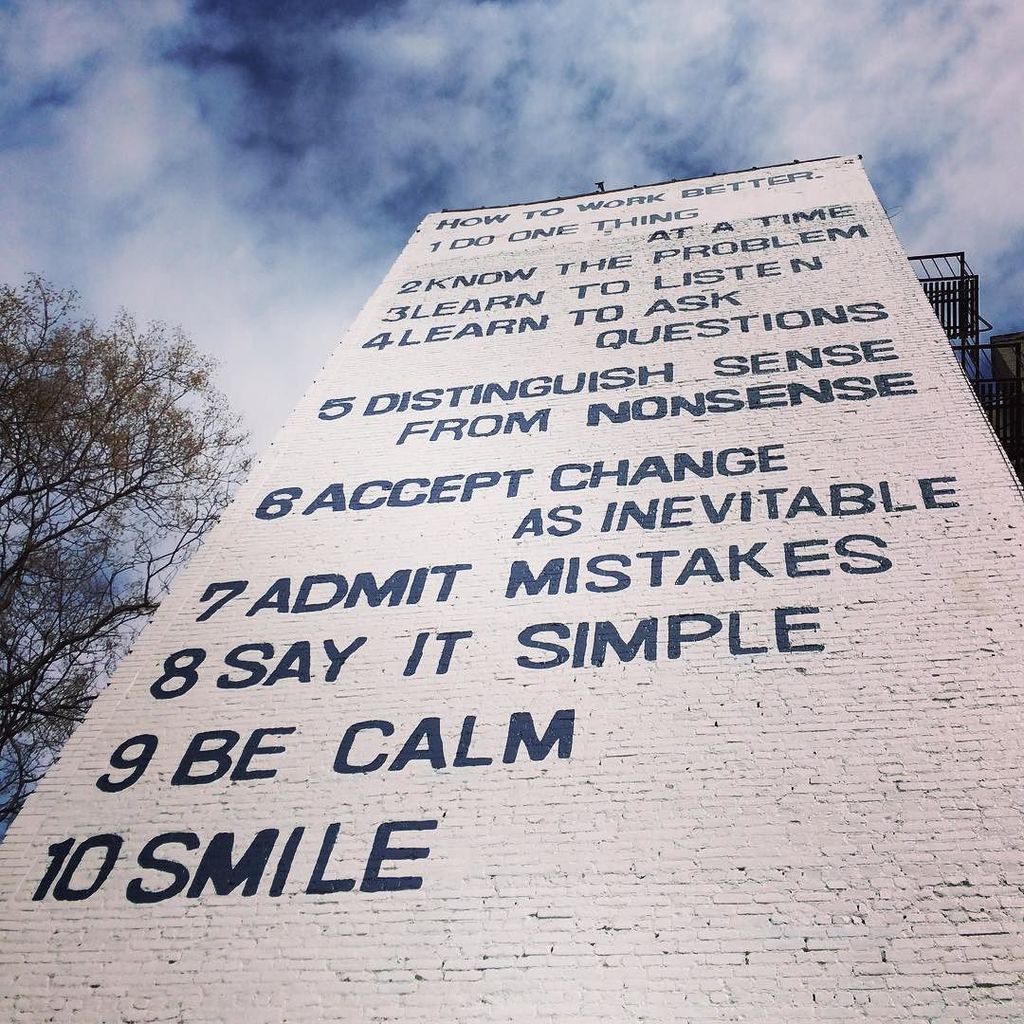 HOW TO WORK BETTER.
1 DO ONE THING
AT A TIME
2 KNOW THE PROBLEM
3 LEARN TO LISTEN
4 LEARN TO ASK
QUESTIONS
5 DISTINGUISH SENSE
FROM NONSENSE
6 ACCEPT CHANGE
AS INEVITABLE
7 ADMIT MISTAKES
8 SAY IT SIMPLE
9 BE CALM
10 SMILE